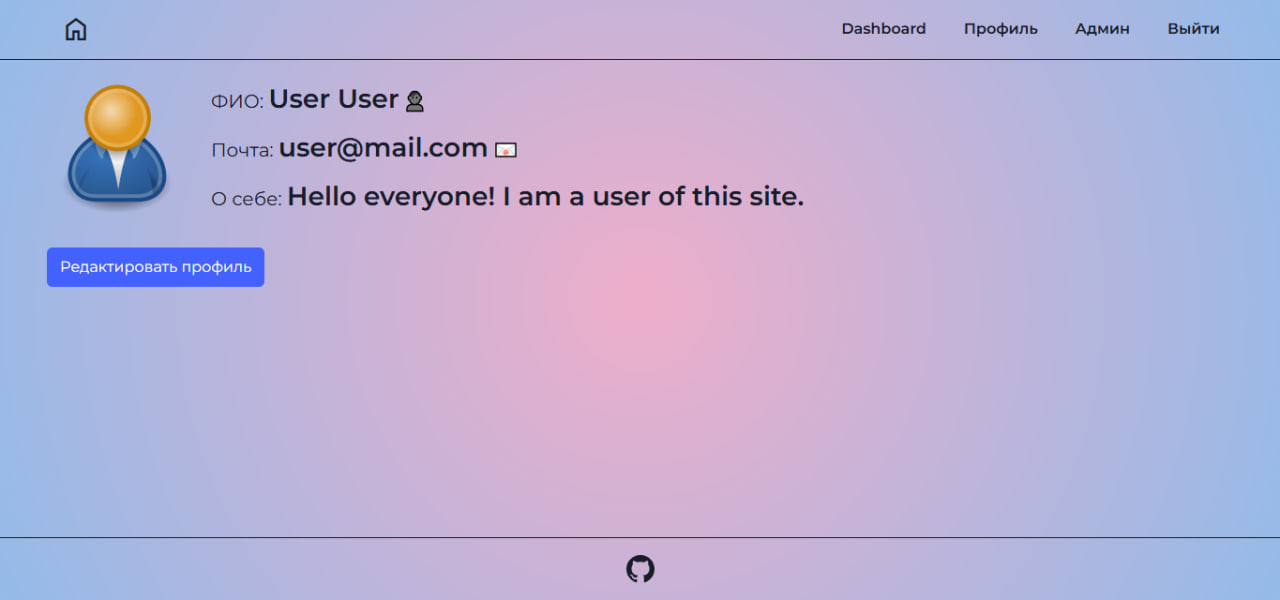 Dashboard Профиль Админ Выйти
ФИО: User User
Почта: user@mail.com
О себе: Hello everyone! I am a user of this site.
Редактировать профиль